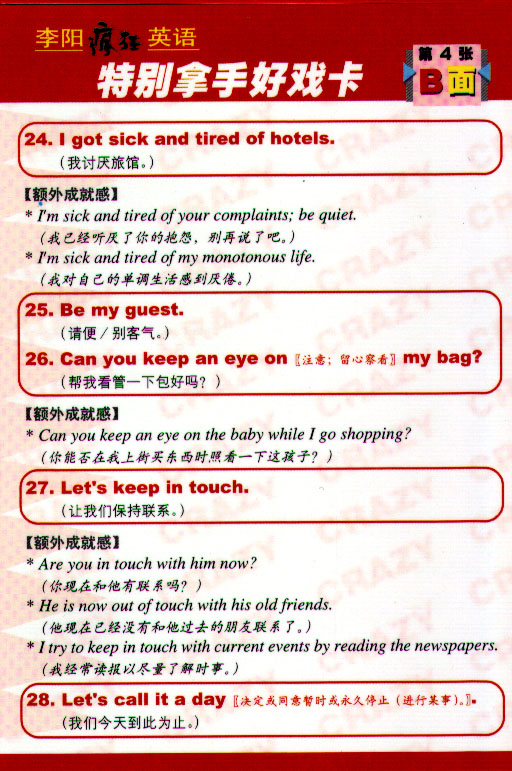 李阳疯狂英语
特别拿手好戏卡
第4张
B面
24. I got sick and tired of hotels.
（我讨厌旅馆。）
【额外成就感】
* I'm sick and tired of your complaints; be quiet.
（我已经听厌了你的抱怨，别再说了吧。）
* I'm sick and tired of my monotonous life.
（我对自己的单调生活感到厌倦。）
25. Be my guest.
（请便/别客气。）
26. Can you keep an eye on〖注意；留心察看〗my bag?
（帮我看管一下包好吗？）
【额外成就感】
* Can you keep an eye on the baby while I go shopping?
（你能否在我上街买东西时照看一下这孩子？）
27. Let's keep in touch.
（让我们保持联系。）
【额外成就感】
* Are you in touch with him now?
（你现在和他有联系吗？）
* He is now out of touch with his old friends.
（他现在已经没有和他过去的朋友联系了。）
* I try to keep in touch with current events by reading the newspapers.
（我经常读报以尽量了解时事。）
28. Let's call it a day〖决定或同意暂时或永久停止（进行某事）。〗.
（我们今天到此为止。）